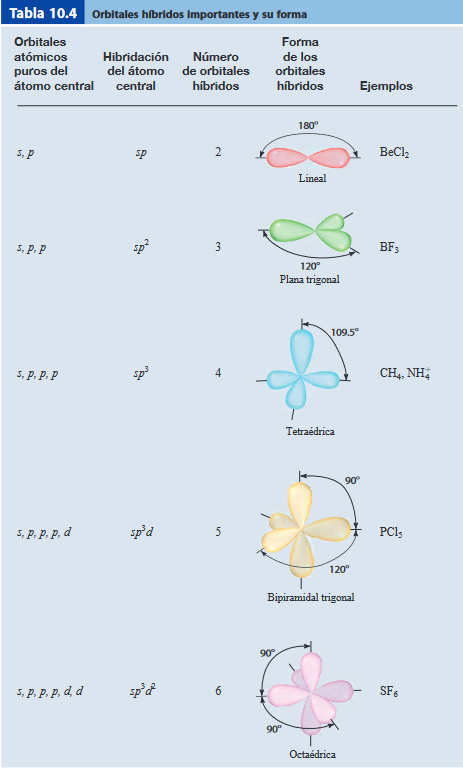 Tabla 10.4 Orbitales híbridos importantes y su forma
Orbitales
atómicos
puros del
átomo central
Hibridación
del átomo
central
Número
de orbitales
híbridos
Forma
de los
orbitales
híbridos
Ejemplos
s, p sp 2 180° BeCl₂
Lineal
s, p, p sp² 3 BF₃
120°
Plana trigonal
109.5°
s, p, p, p sp³ 4 CH₄, NH₄⁺
Tetraédrica
90°
s, p, p, p, d sp³d 5 PCl₅
120°
Bipiramidal trigonal
90°
s, p, p, p, d, d sp³d² 6 SF₆
90°
Octaédrica